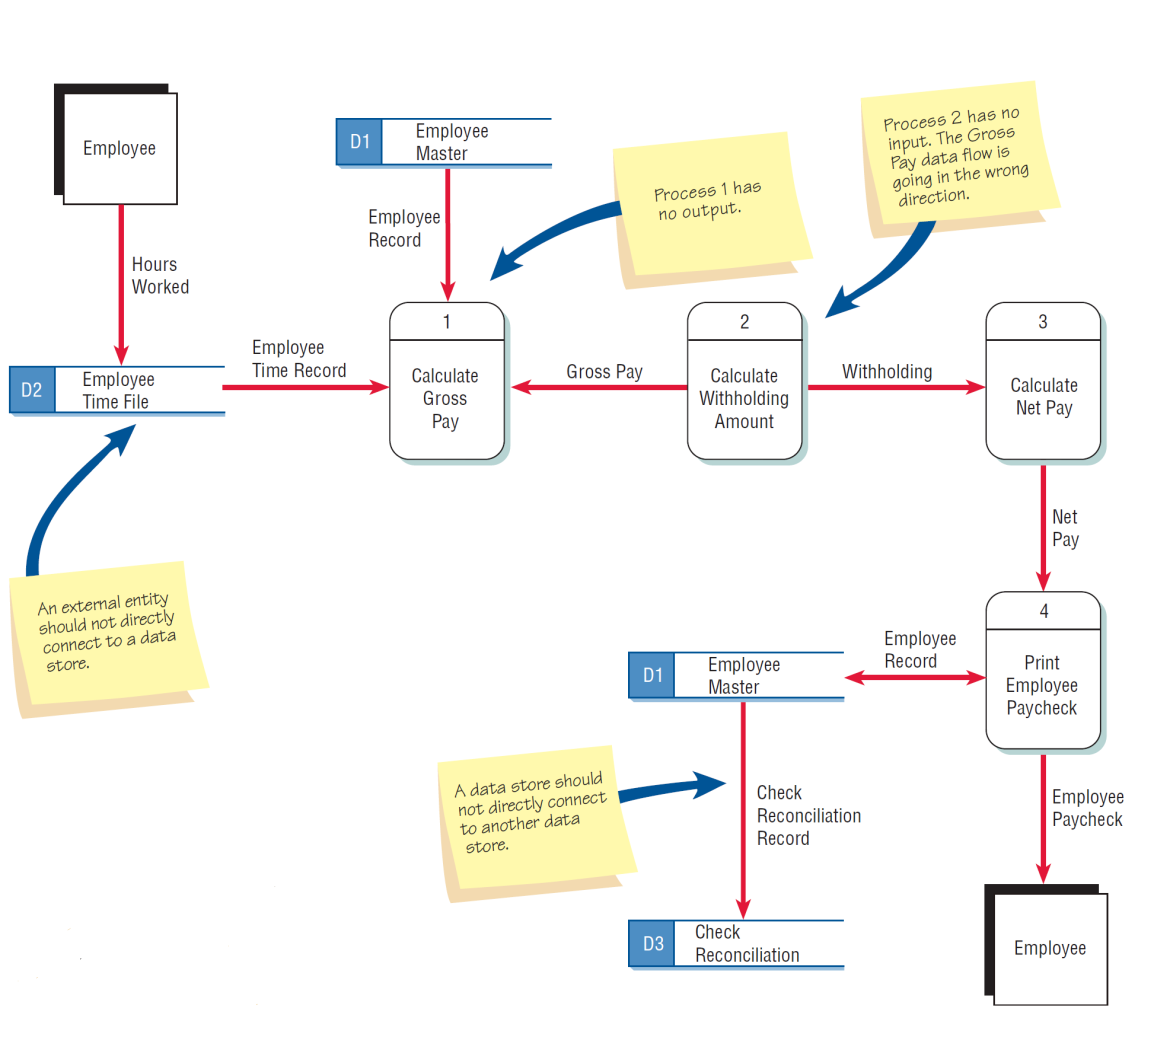 Employee
D1
Employee
Master
Process 1 has
no output.
Process 2 has no
input. The Gross
Pay data flow is
going in the wrong
direction.
Employee
Record
Hours
Worked
1
Calculate
Gross
Pay
2
Calculate
Withholding
Amount
3
Calculate
Net Pay
Employee
Time Record
Gross Pay
Withholding
D2
Employee
Time File
An external entity
should not directly
connect to a data
store.
Net
Pay
4
Print
Employee
Paycheck
Employee
Record
D1
Employee
Master
A data store should
not directly connect
to another data
store.
Check
Reconciliation
Record
Employee
Paycheck
D3
Check
Reconciliation
Employee